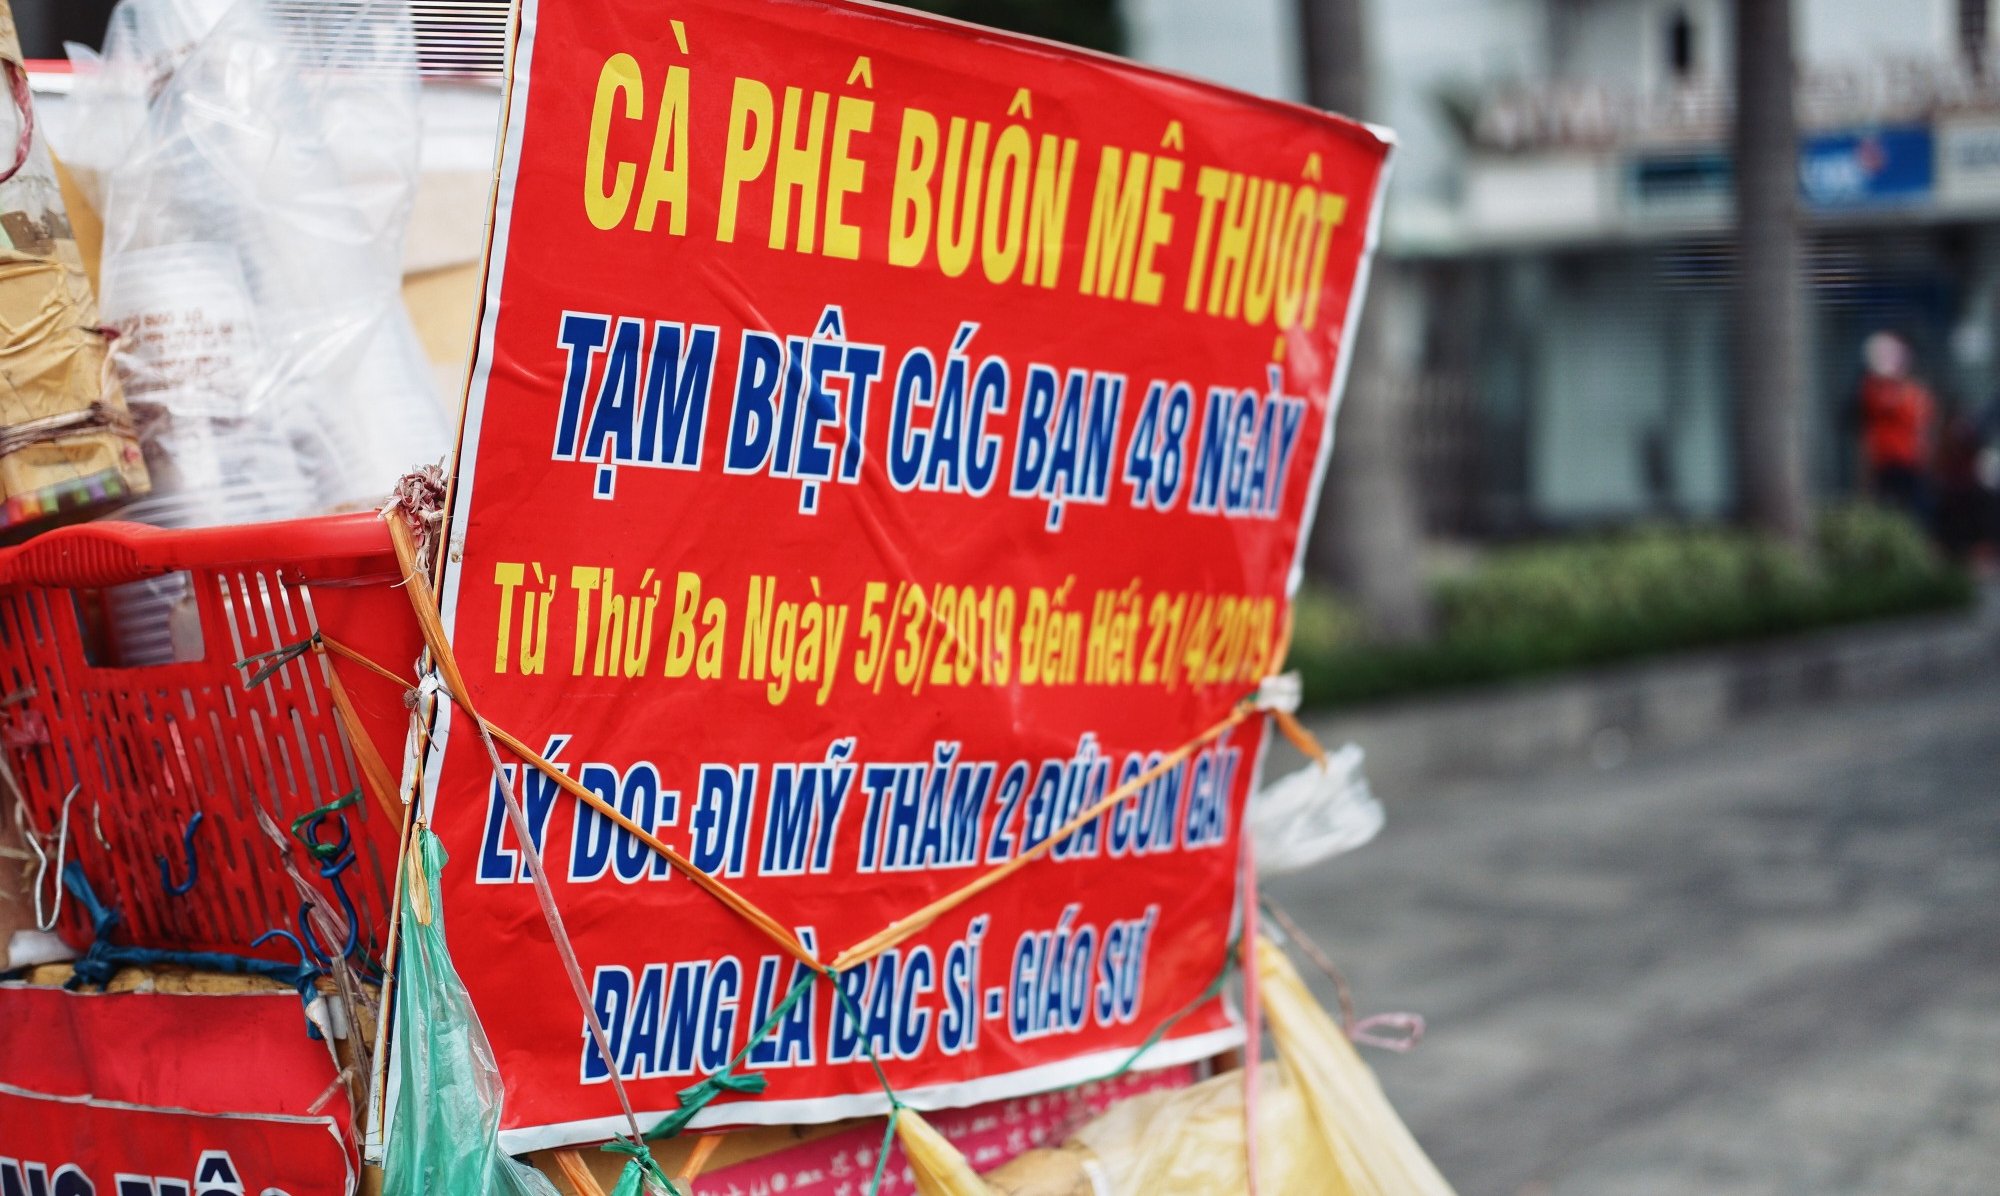 CÀ PHÊ BUÔN MÊ THUỘT
TẠM BIỆT CÁC BẠN 48 NGÀY
Từ Thứ Ba Ngày 5/3/2019 Đến Hết 21/4/2019
LÝ DO: ĐI MỸ THĂM 2 ĐỨA CON GÁI
ĐANG LÀ BÁC SĨ - GIÁO SƯ